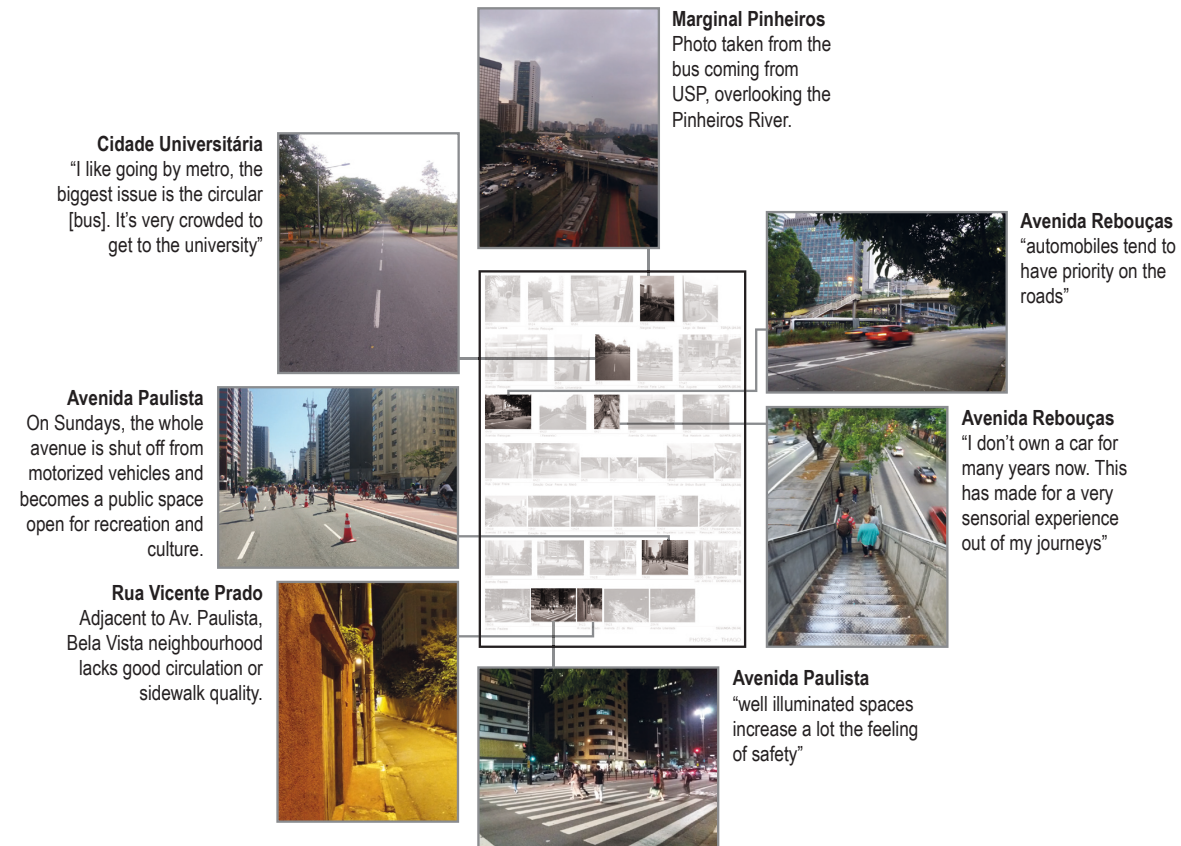 Marginal Pinheiros
Photo taken from the
bus coming from
USP, overlooking the
Pinheiros River.
Cidade Universitária
“I like going by metro, the
biggest issue is the circular
[bus]. It’s very crowded to
get to the university”
Avenida Rebouças
“automobiles tend to
have priority on the
roads”
Avenida Paulista
On Sundays, the whole
avenue is shut off from
motorized vehicles and
becomes a public space
open for recreation and
culture.
Avenida Rebouças
“I don’t own a car for
many years now. This
has made for a very
sensorial experience
out of my journeys”
Rua Vicente Prado
Adjacent to Av. Paulista,
Bela Vista neighbourhood
lacks good circulation or
sidewalk quality.
Avenida Paulista
“well illuminated spaces
increase a lot the feeling
of safety”